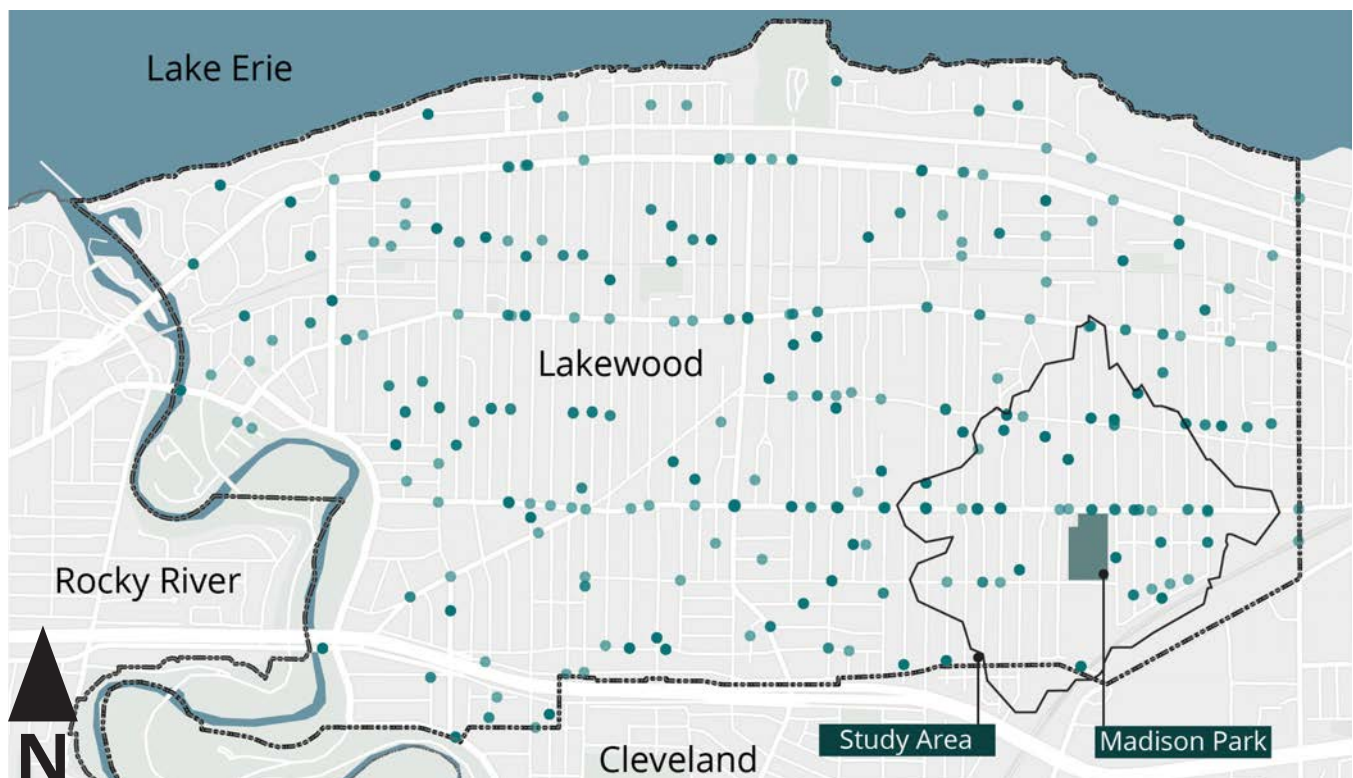 Lake Erie
Lakewood
Rocky River
N
Study Area
Madison Park
Cleveland